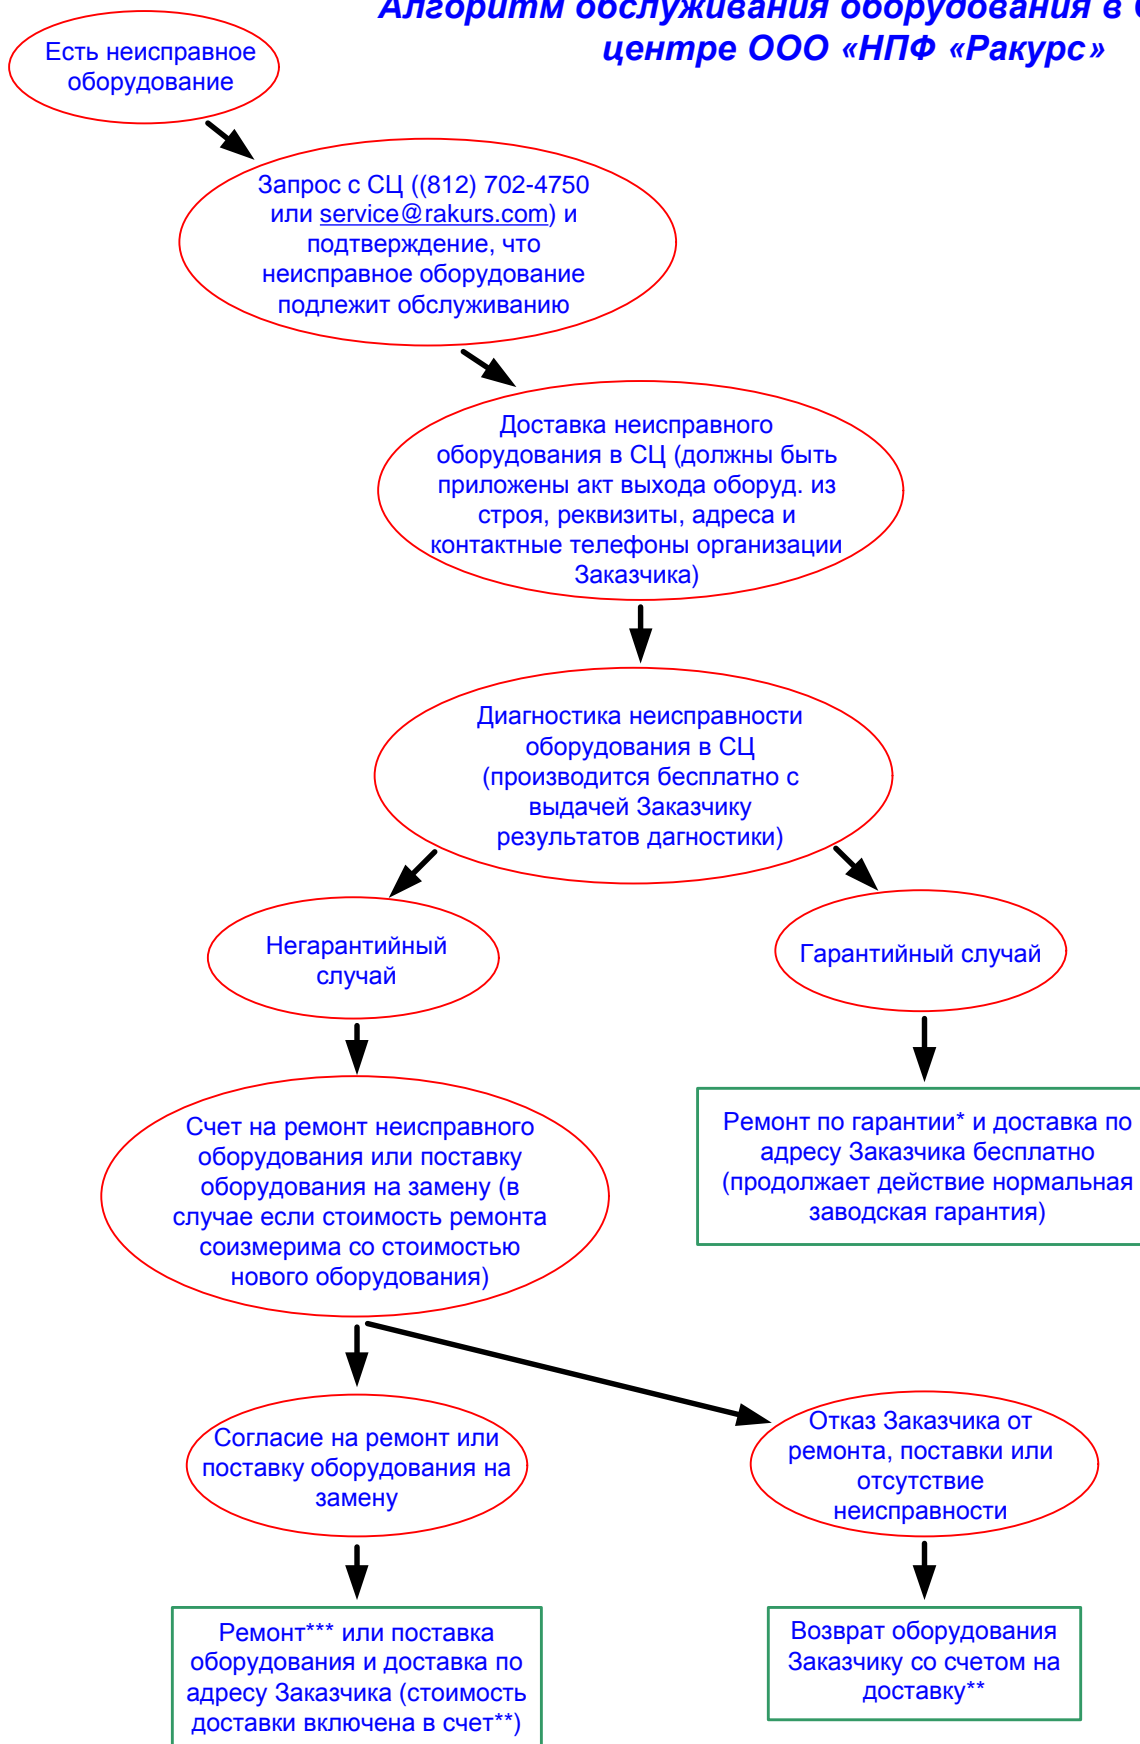 Алгоритм обслуживания оборудования в
центре ООО «НПФ «Ракурс»
Есть неисправное
оборудование
Запрос с СЦ ((812) 702-4750
или service@rakurs.com) и
подтверждение, что
неисправное оборудование
подлежит обслуживанию
Доставка неисправного
оборудования в СЦ (должны быть
приложены акт выхода оборуд. из
строя, реквизиты, адреса и
контактные телефоны организации
Заказчика)
Диагностика неисправности
оборудования в СЦ
(производится бесплатно с
выдачей Заказчику
результатов дагностики)
Негарантийный
случай
Гарантийный случай
Счет на ремонт неисправного
оборудования или поставку
оборудования на замену (в
случае если стоимость ремонта
соизмерима со стоимостью
нового оборудования)
Ремонт по гарантии* и доставка по
адресу Заказчика бесплатно
(продолжает действие нормальная
заводская гарантия)
Согласие на ремонт или
поставку оборудования на
замену
Отказ Заказчика от
ремонта, поставки или
отсутствие
неисправности
Ремонт*** или поставка
оборудования и доставка по
адресу Заказчика (стоимость
доставки включена в счет**)
Возврат оборудования
Заказчику со счетом на
доставку**